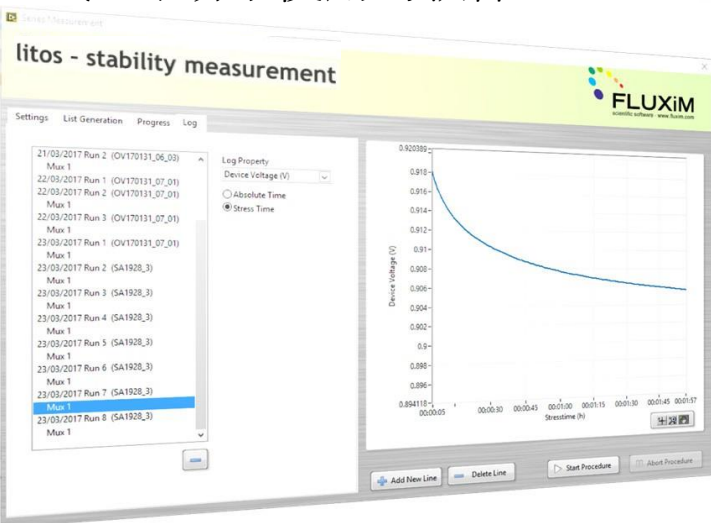 Series Measurement
litos - stability measurement
FLUXiM
scientific software - www.fluxim.com
Settings List Generation Progress Log
21/03/2017 Run 2 (OV170131_06_03)
Mux 1
22/03/2017 Run 1 (OV170131_07_01)
22/03/2017 Run 2 (OV170131_07_01)
Mux 1
22/03/2017 Run 3 (OV170131_07_01)
Mux 1
23/03/2017 Run 1 (OV170131_07_01)
Mux 1
23/03/2017 Run 2 (SA1928_3)
Mux 1
23/03/2017 Run 3 (SA1928_3)
Mux 1
23/03/2017 Run 4 (SA1928_3)
Mux 1
23/03/2017 Run 5 (SA1928_3)
Mux 1
23/03/2017 Run 6 (SA1928_3)
Mux 1
23/03/2017 Run 7 (SA1928_3)
Mux 1
23/03/2017 Run 8 (SA1928_3)
Mux 1
Log Property
Device Voltage (V)
Absolute Time
Stress Time
Device Voltage (V)
0.920389
0.918
0.916
0.914
0.912
0.91
0.908
0.906
0.904
0.902
0.9
0.898
0.896
0.894118
00:00:05 00:00:30 00:00:45 00:01:00 00:01:15 00:01:30 00:01:45 00:01:57
Stresstime (h)
Add New Line Delete Line Start Procedure Abort Procedure